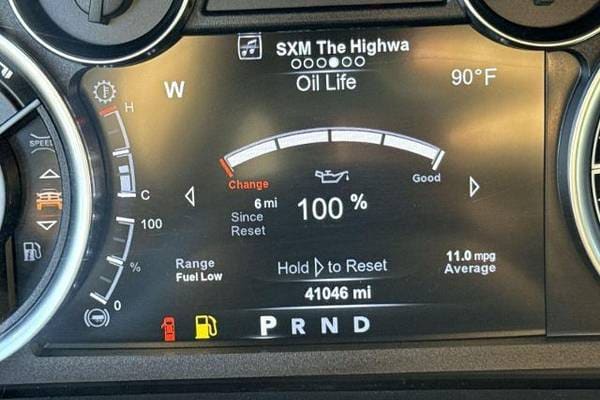 SXM The Highwa
Oil Life
90°F
W
H
SPEED
Change
Good
C
6 mi
Since
Reset
100 %
100
%
0
Range
Fuel Low
Hold ▷ to Reset
11.0 mpg
Average
41046 mi
P R N D